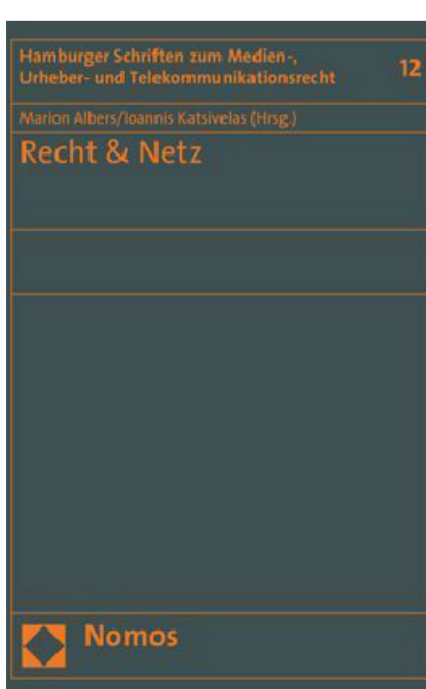 Hamburger Schriften zum Medien-,
Urheber- und Telekommunikationsrecht
12
Marion Albers/Ioannis Katsivelas (Hrsg.)
Recht & Netz
Nomos